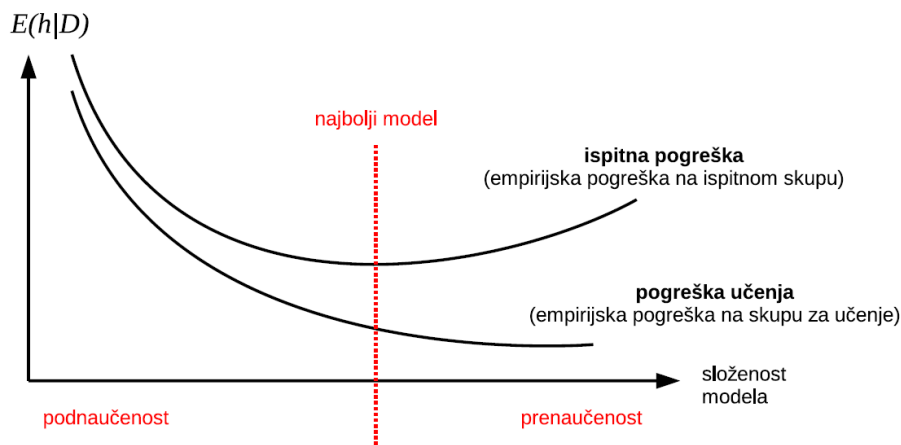 E(h|D)
najbolji model
ispitna pogreška
(empirijska pogreška na ispitnom skupu)
pogreška učenja
(empirijska pogreška na skupu za učenje)
složenost
modela
podnaučenost
prenaučenost